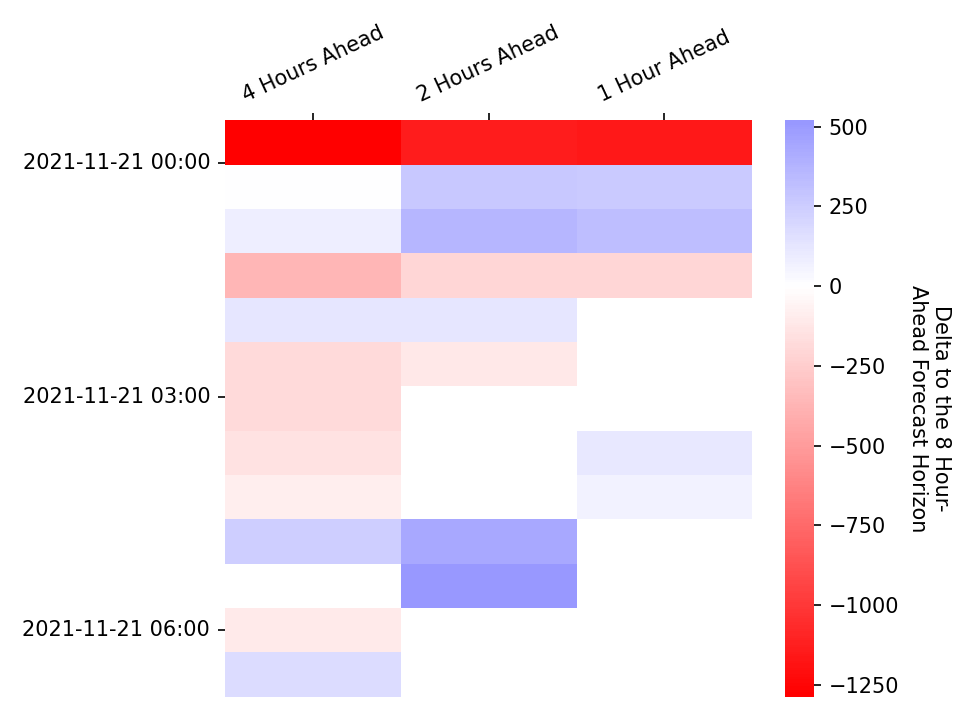 4 Hours Ahead
2 Hours Ahead
1 Hour Ahead
2021-11-21 00:00
2021-11-21 03:00
2021-11-21 06:00
500
250
0
−250
−500
−750
−1000
−1250
Delta to the 8 Hour-
Ahead Forecast Horizon